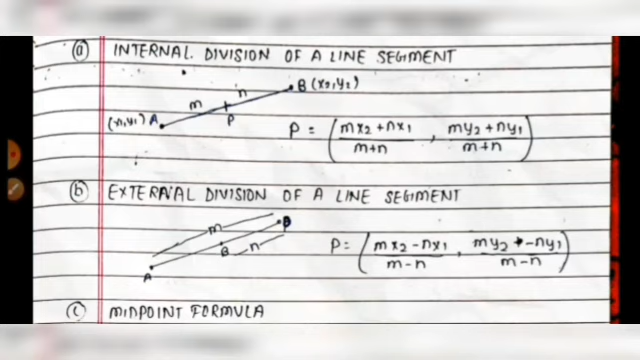 (a) INTERNAL DIVISION OF A LINE SEGMENT
B (x2, y2)
n
m
(x1, y1) A
P
P = ( mx2 + nx1 / m+n , my2 + ny1 / m+n )
(b) EXTERNAL DIVISION OF A LINE SEGMENT
m
B
n
A
P = ( mx2 - nx1 / m-n , my2 - ny1 / m-n )
(c) MIDPOINT FORMULA